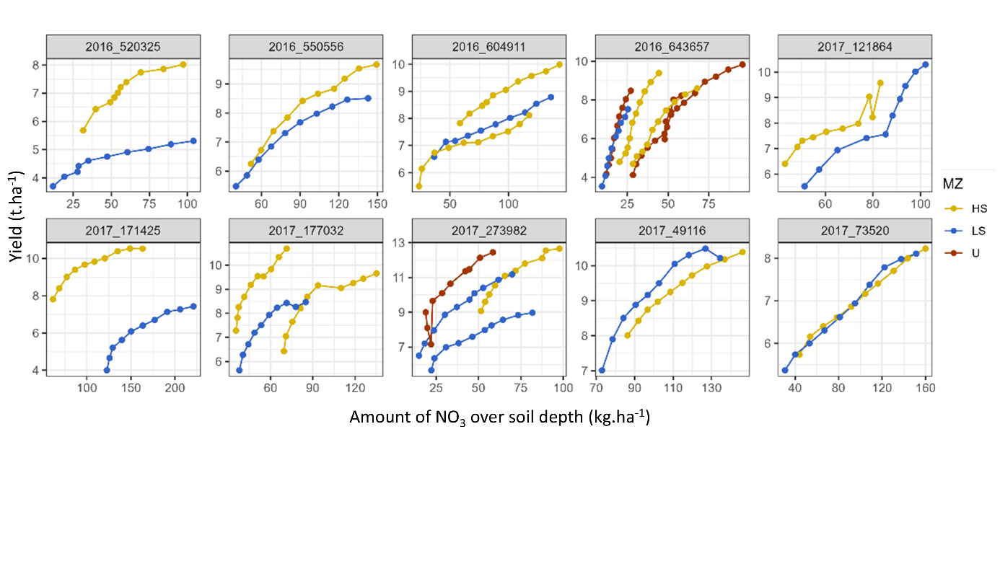 2016_520325 2016_550556 2016_604911 2016_643657 2017_121864
8 7 6 5 4
9 8 7 6
10 9 8 7 6
10 8 6 4
10 9 8 7 6
25 50 75 100
60 90 120 150
50 100
25 50 75
60 80 100
Yield (t.ha-1)
MZ
HS
LS
U
2017_171425 2017_177032 2017_273982 2017_49116 2017_73520
10 8 6 4
10 9 8 7 6
13 11 9 7
10 9 8 7
8 7 6
100 150 200
60 90 120
25 50 75 100
70 90 110 130
40 80 120 160
Amount of NO3 over soil depth (kg.ha-1)